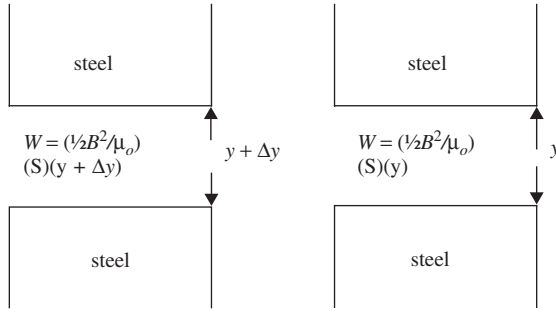 steel
W = (½B²/μₒ)
(S)(y + Δy)
y + Δy
steel
steel
W = (½B²/μₒ)
(S)(y)
y
steel